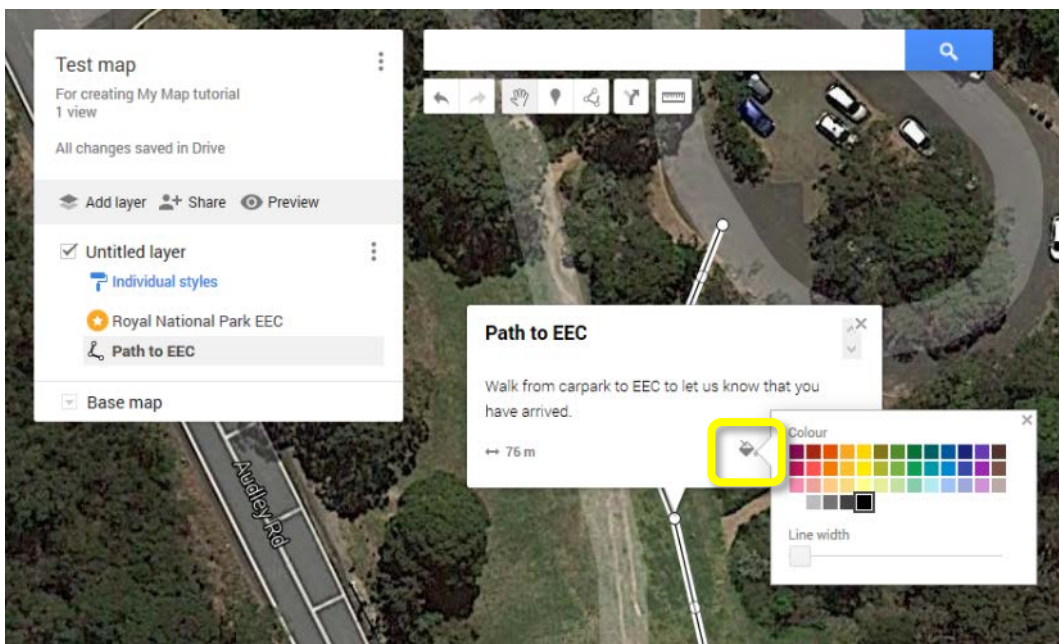 Test map
For creating My Map tutorial
1 view
All changes saved in Drive
Add layer Share Preview
Untitled layer
Individual styles
Royal National Park EEC
Path to EEC
Base map
Path to EEC
Walk from carpark to EEC to let us know that you
have arrived.
76 m
Colour
Line width
Audley Rd